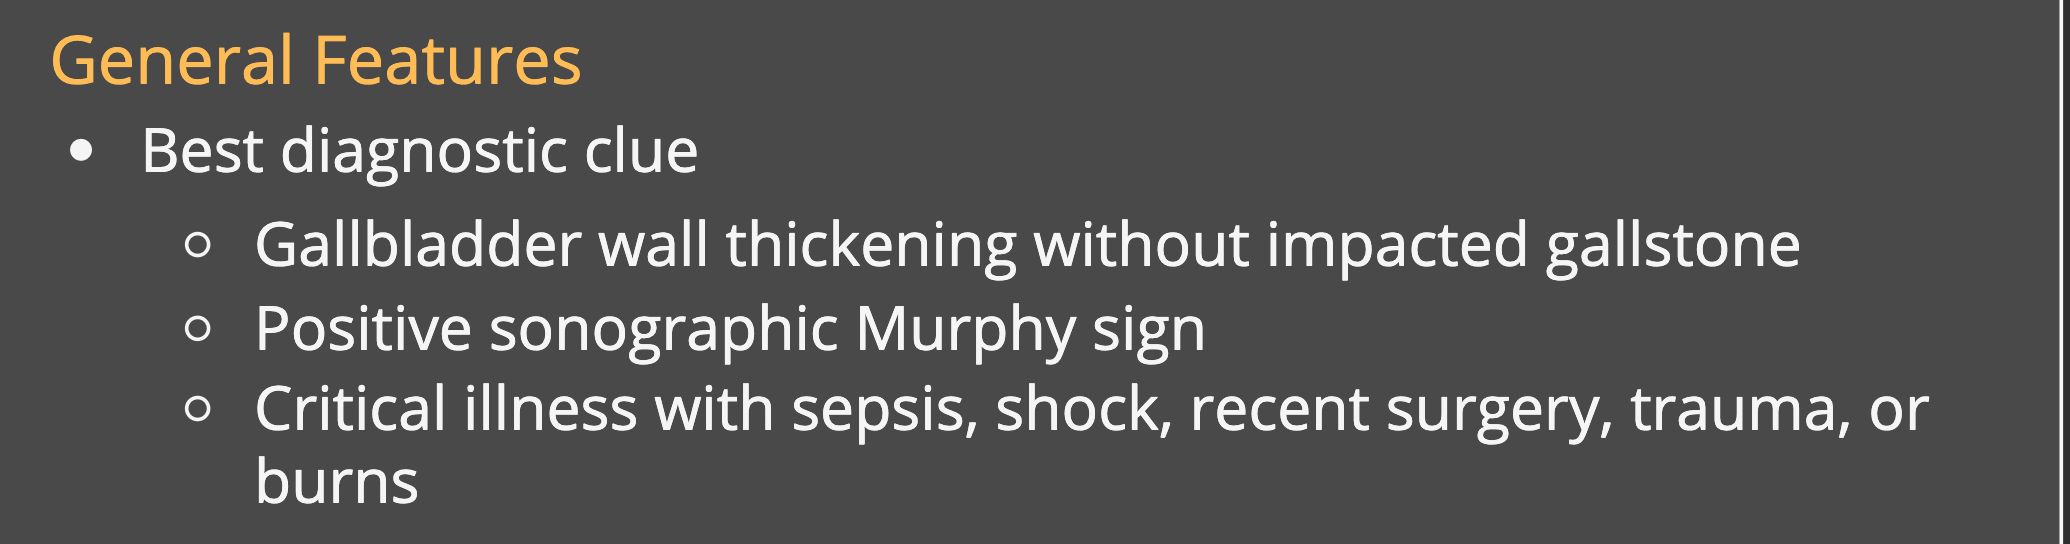 General Features
• Best diagnostic clue
○ Gallbladder wall thickening without impacted gallstone
○ Positive sonographic Murphy sign
○ Critical illness with sepsis, shock, recent surgery, trauma, or
burns